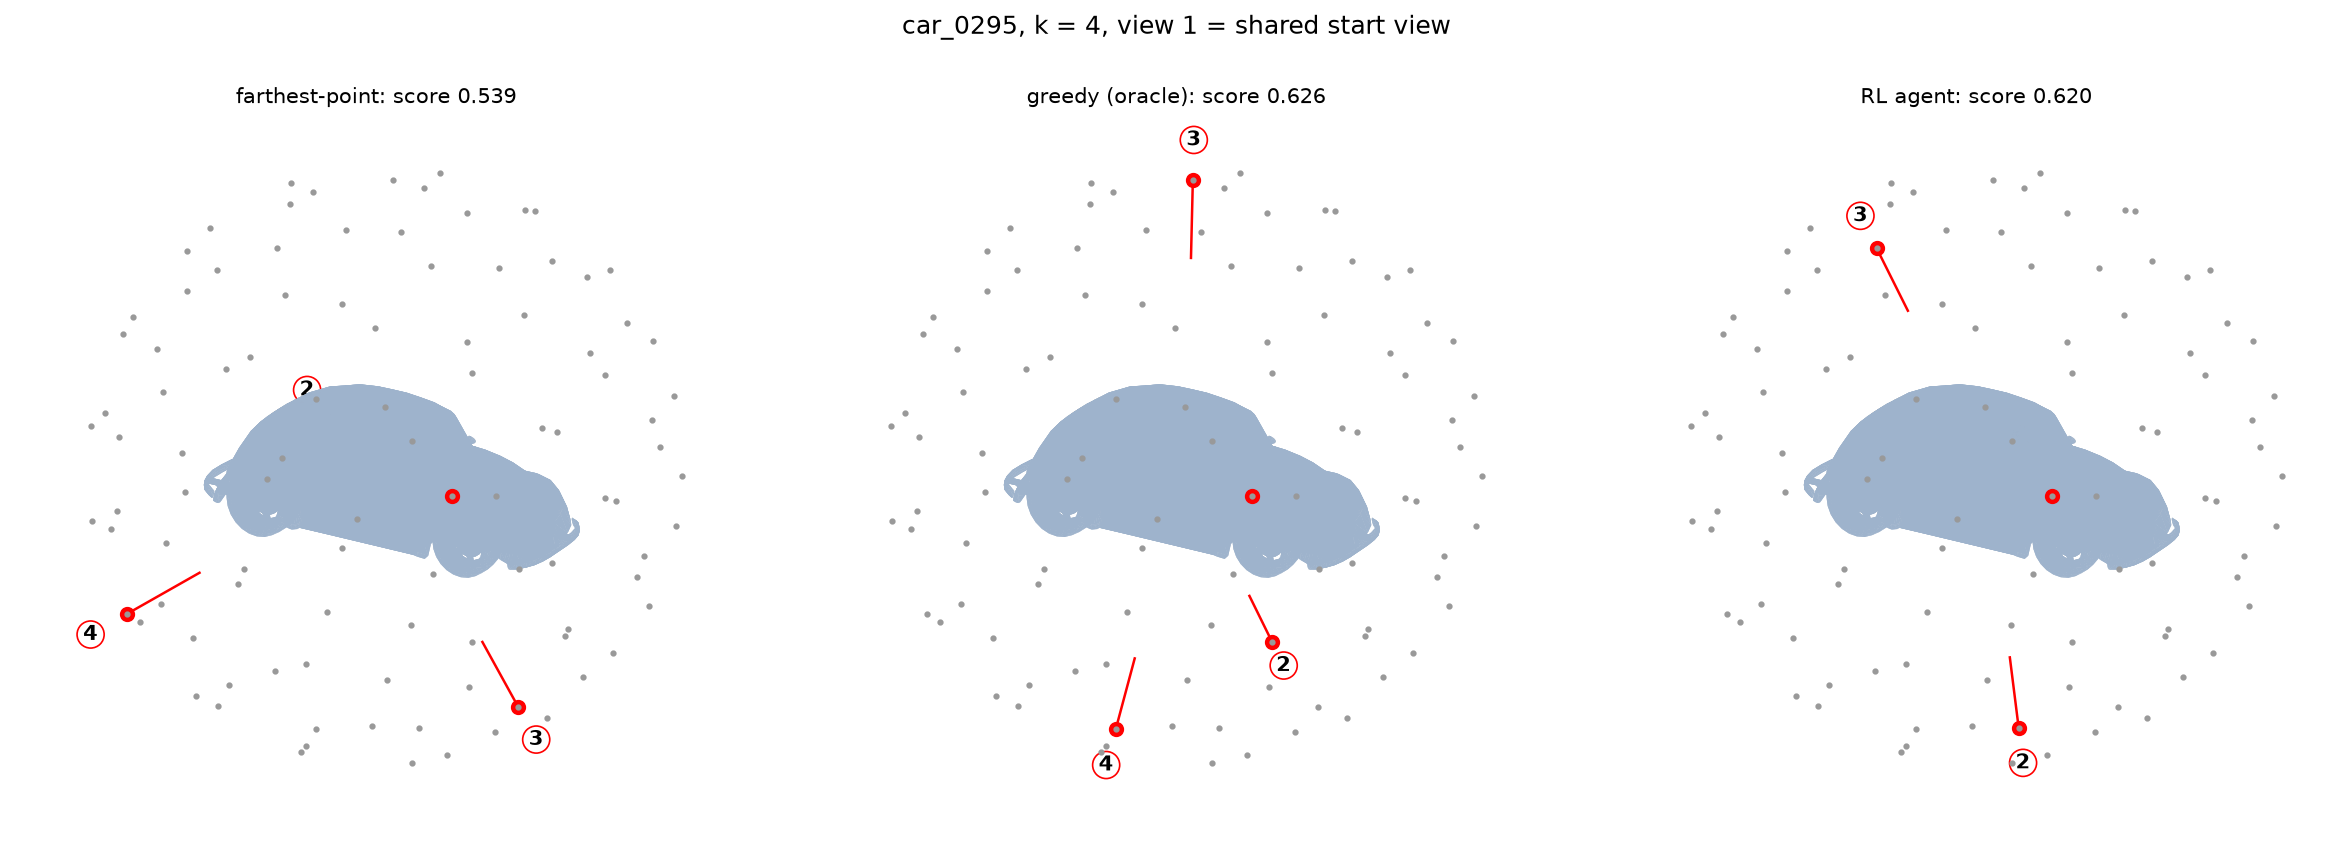 car_0295, k = 4, view 1 = shared start view
farthest-point: score 0.539
greedy (oracle): score 0.626
RL agent: score 0.620
3
3
2
4
3
2
4
2